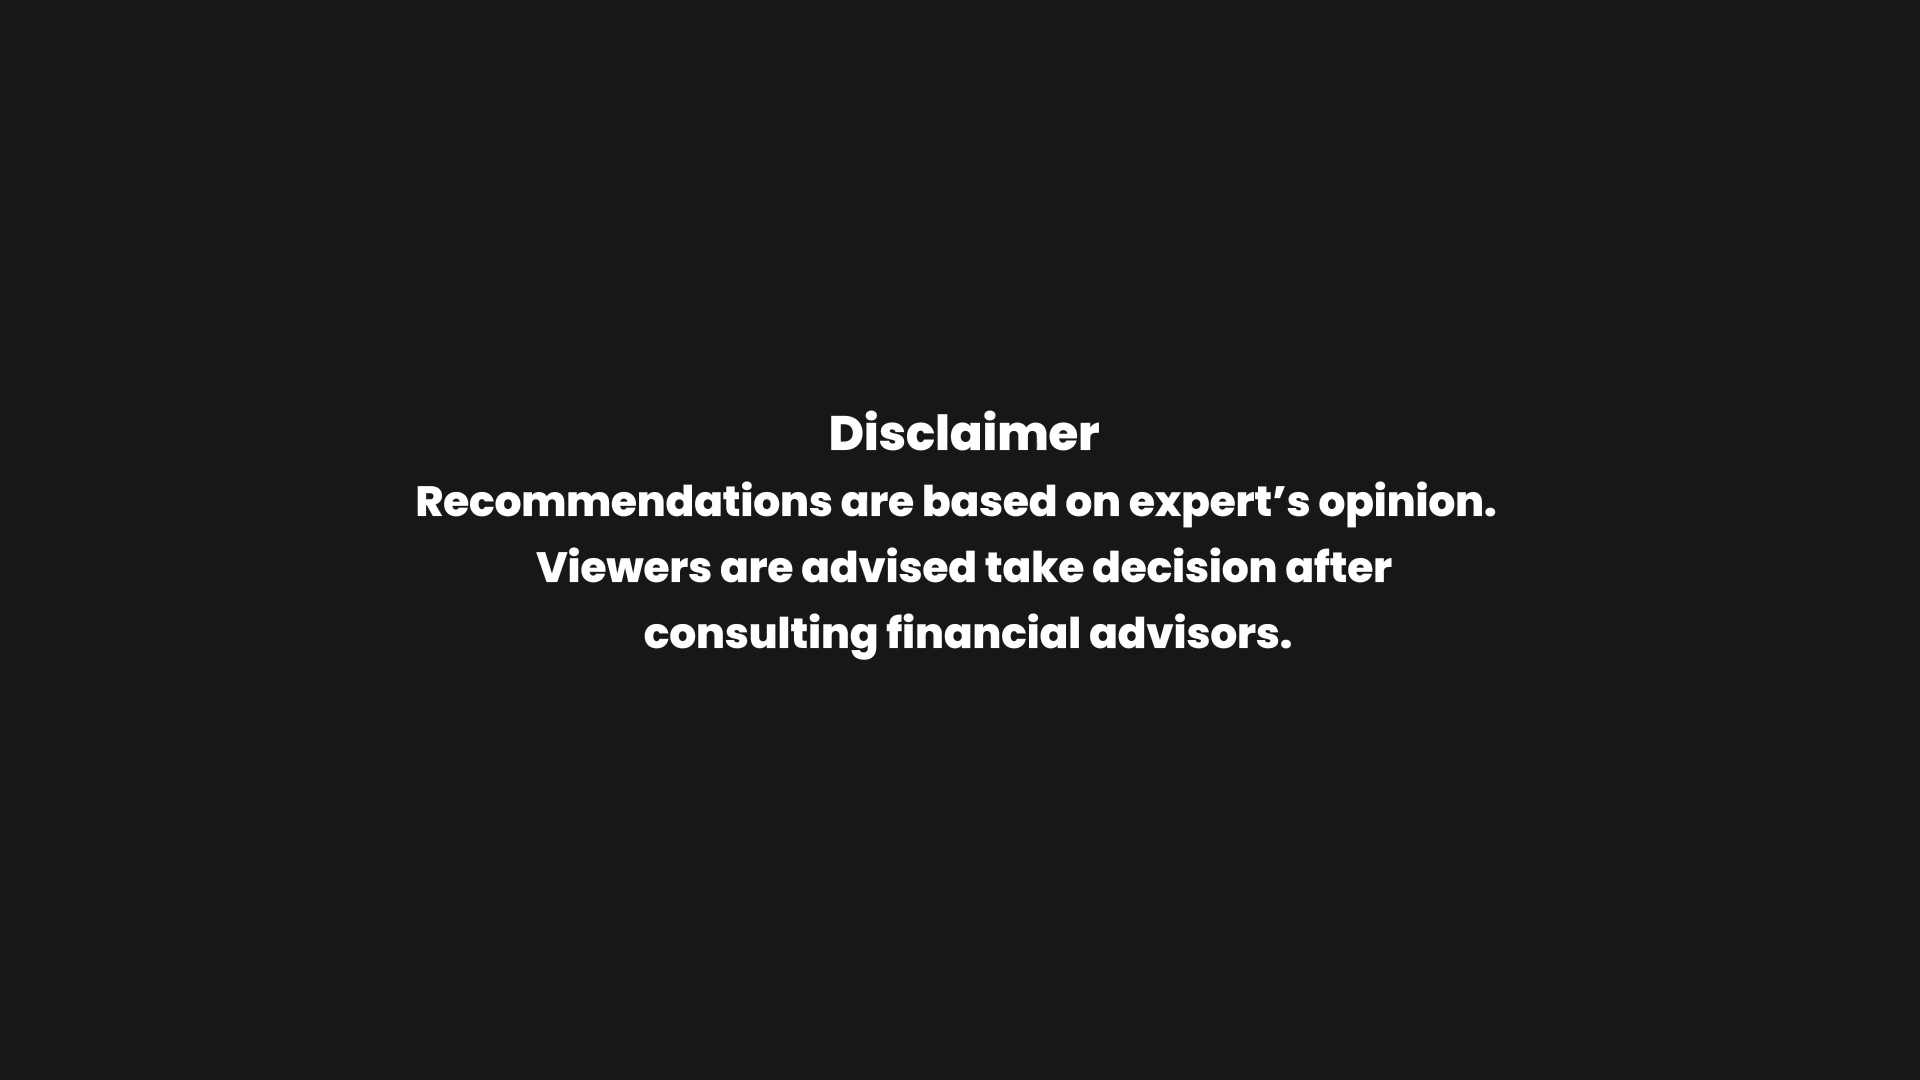 Disclaimer
Recommendations are based on expert’s opinion.
Viewers are advised take decision after
consulting financial advisors.